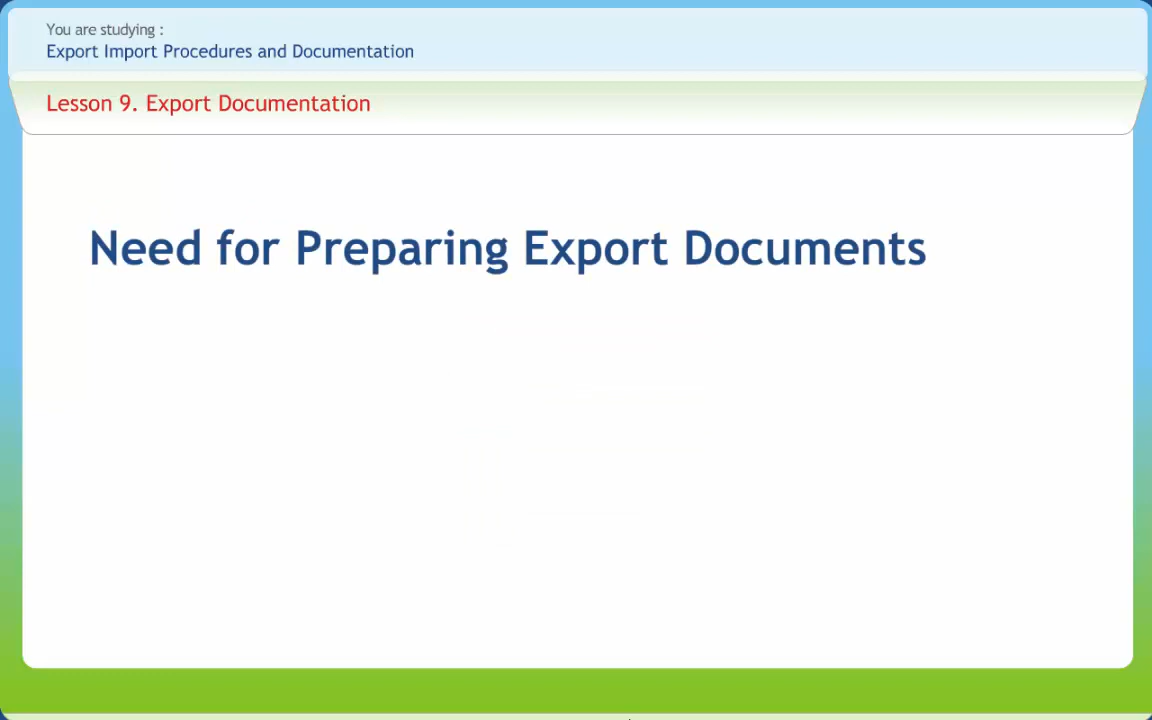 You are studying :
Export Import Procedures and Documentation
Lesson 9. Export Documentation
Need for Preparing Export Documents